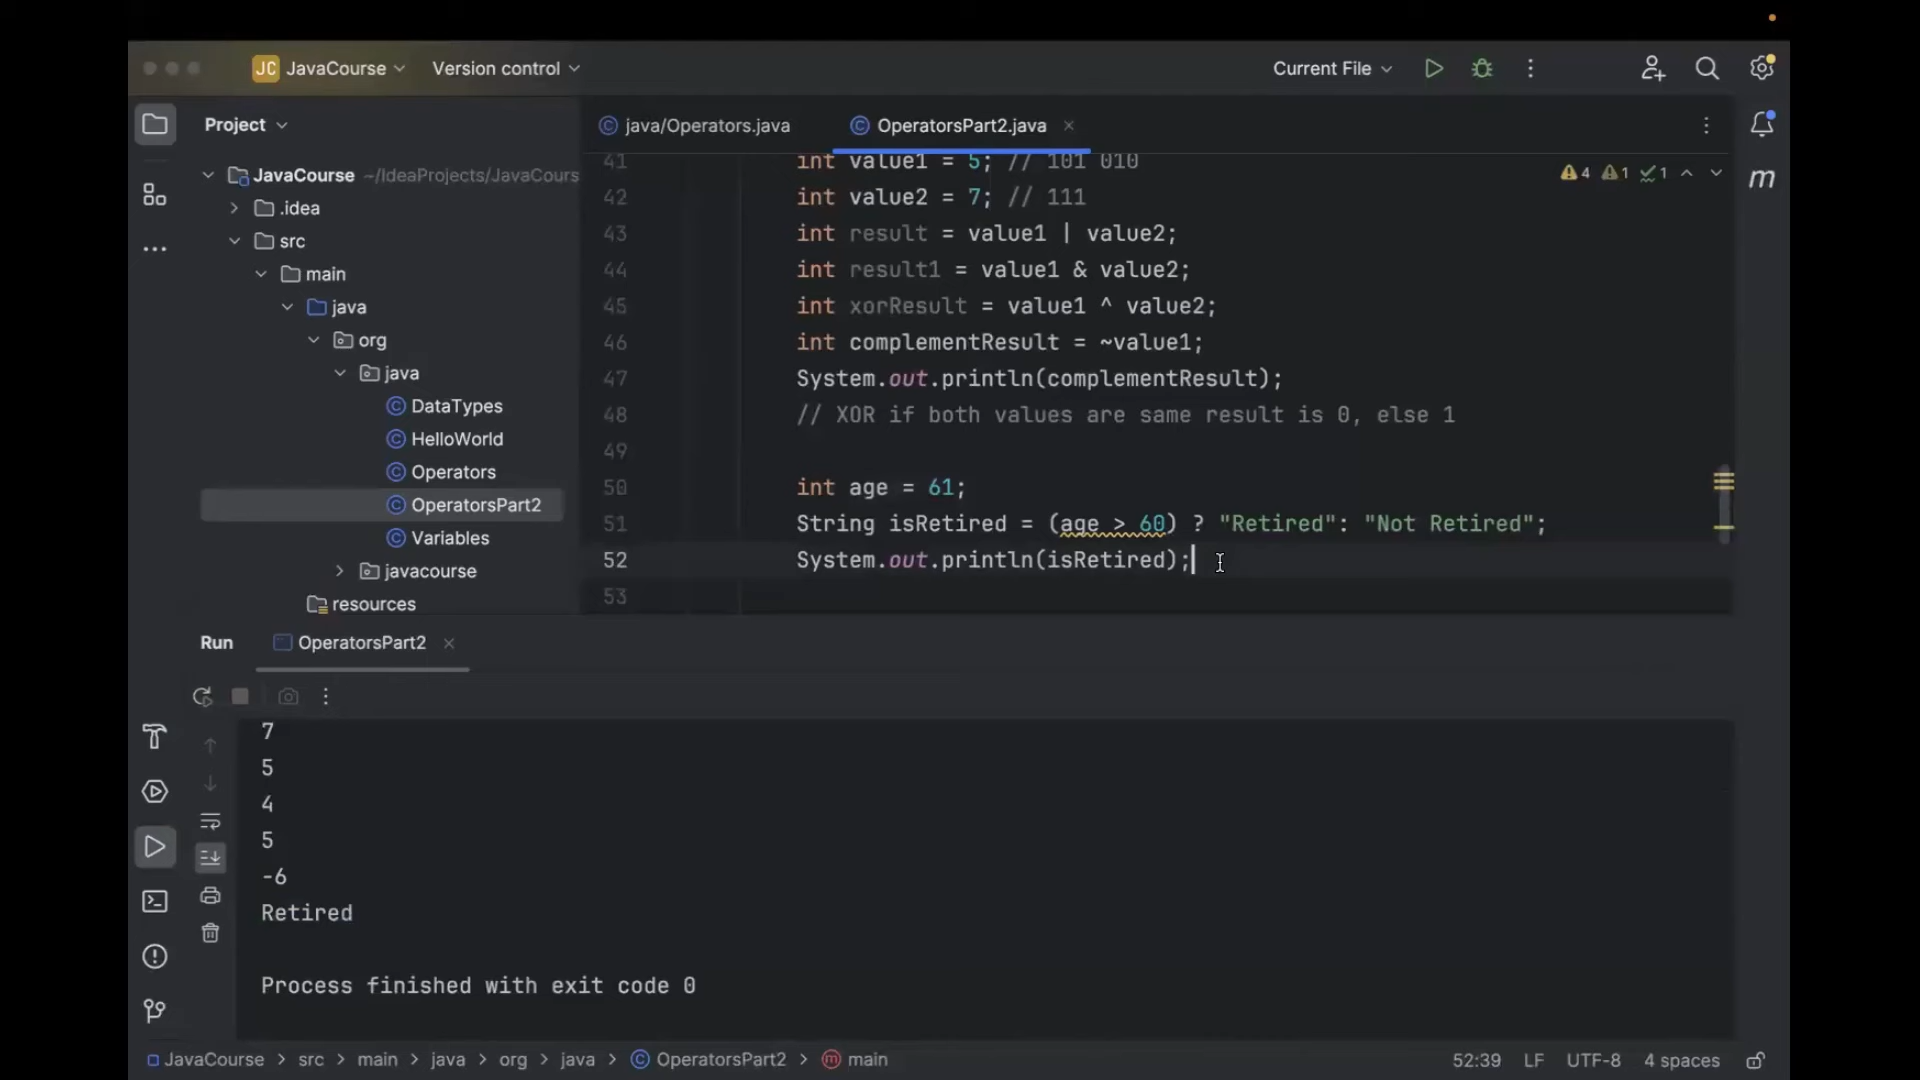 JC JavaCourse Version control Current File
Project java/Operators.java OperatorsPart2.java
JavaCourse ~/IdeaProjects/JavaCours
.idea
src
main
java
org
java
DataTypes
HelloWorld
Operators
OperatorsPart2
Variables
javacourse
resources
4 1 1
m
41 int value1 = 5; // 101 010
42 int value2 = 7; // 111
43 int result = value1 | value2;
44 int result1 = value1 & value2;
45 int xorResult = value1 ^ value2;
46 int complementResult = ~value1;
47 System.out.println(complementResult);
48 // XOR if both values are same result is 0, else 1
49
50 int age = 61;
51 String isRetired = (age > 60) ? "Retired": "Not Retired";
52 System.out.println(isRetired);
53
Run OperatorsPart2
7
5
4
5
-6
Retired
Process finished with exit code 0
JavaCourse > src > main > java > org > java > OperatorsPart2 > m main 52:39 LF UTF-8 4 spaces